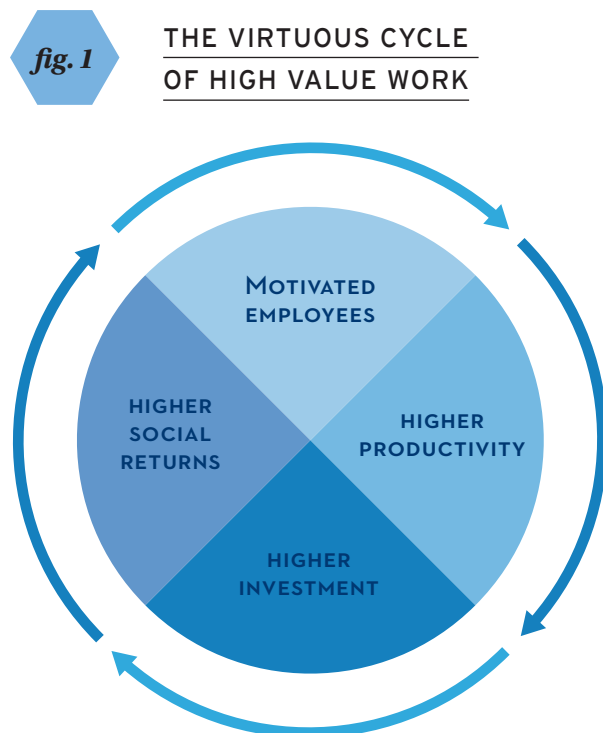 fig. 1
THE VIRTUOUS CYCLE
OF HIGH VALUE WORK
MOTIVATED
EMPLOYEES
HIGHER
PRODUCTIVITY
HIGHER
INVESTMENT
HIGHER
SOCIAL
RETURNS